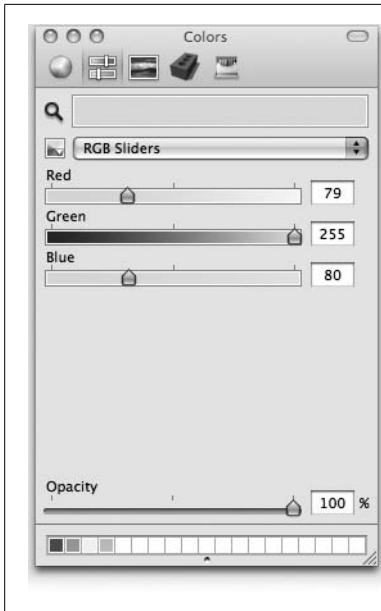 Colors
RGB Sliders
Red
79
Green
255
Blue
80
Opacity
100 %